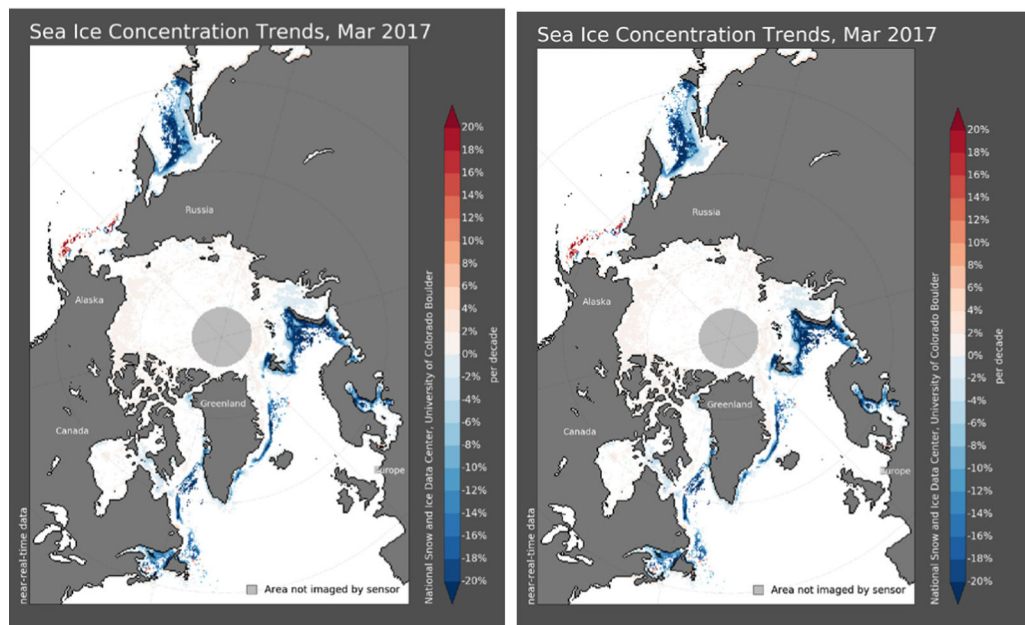 Sea Ice Concentration Trends, Mar 2017
Russia
Alaska
Greenland
Canada
Europe
20%
18%
16%
14%
12%
10%
8%
6%
4%
2%
0%
-2%
-4%
-6%
-8%
-10%
-12%
-14%
-16%
-18%
-20%
per decade
National Snow and Ice Data Center, University of Colorado Boulder
near-real-time data
Area not imaged by sensor
Sea Ice Concentration Trends, Mar 2017
Russia
Alaska
Greenland
Canada
Europe
20%
18%
16%
14%
12%
10%
8%
6%
4%
2%
0%
-2%
-4%
-6%
-8%
-10%
-12%
-14%
-16%
-18%
-20%
per decade
National Snow and Ice Data Center, University of Colorado Boulder
near-real-time data
Area not imaged by sensor